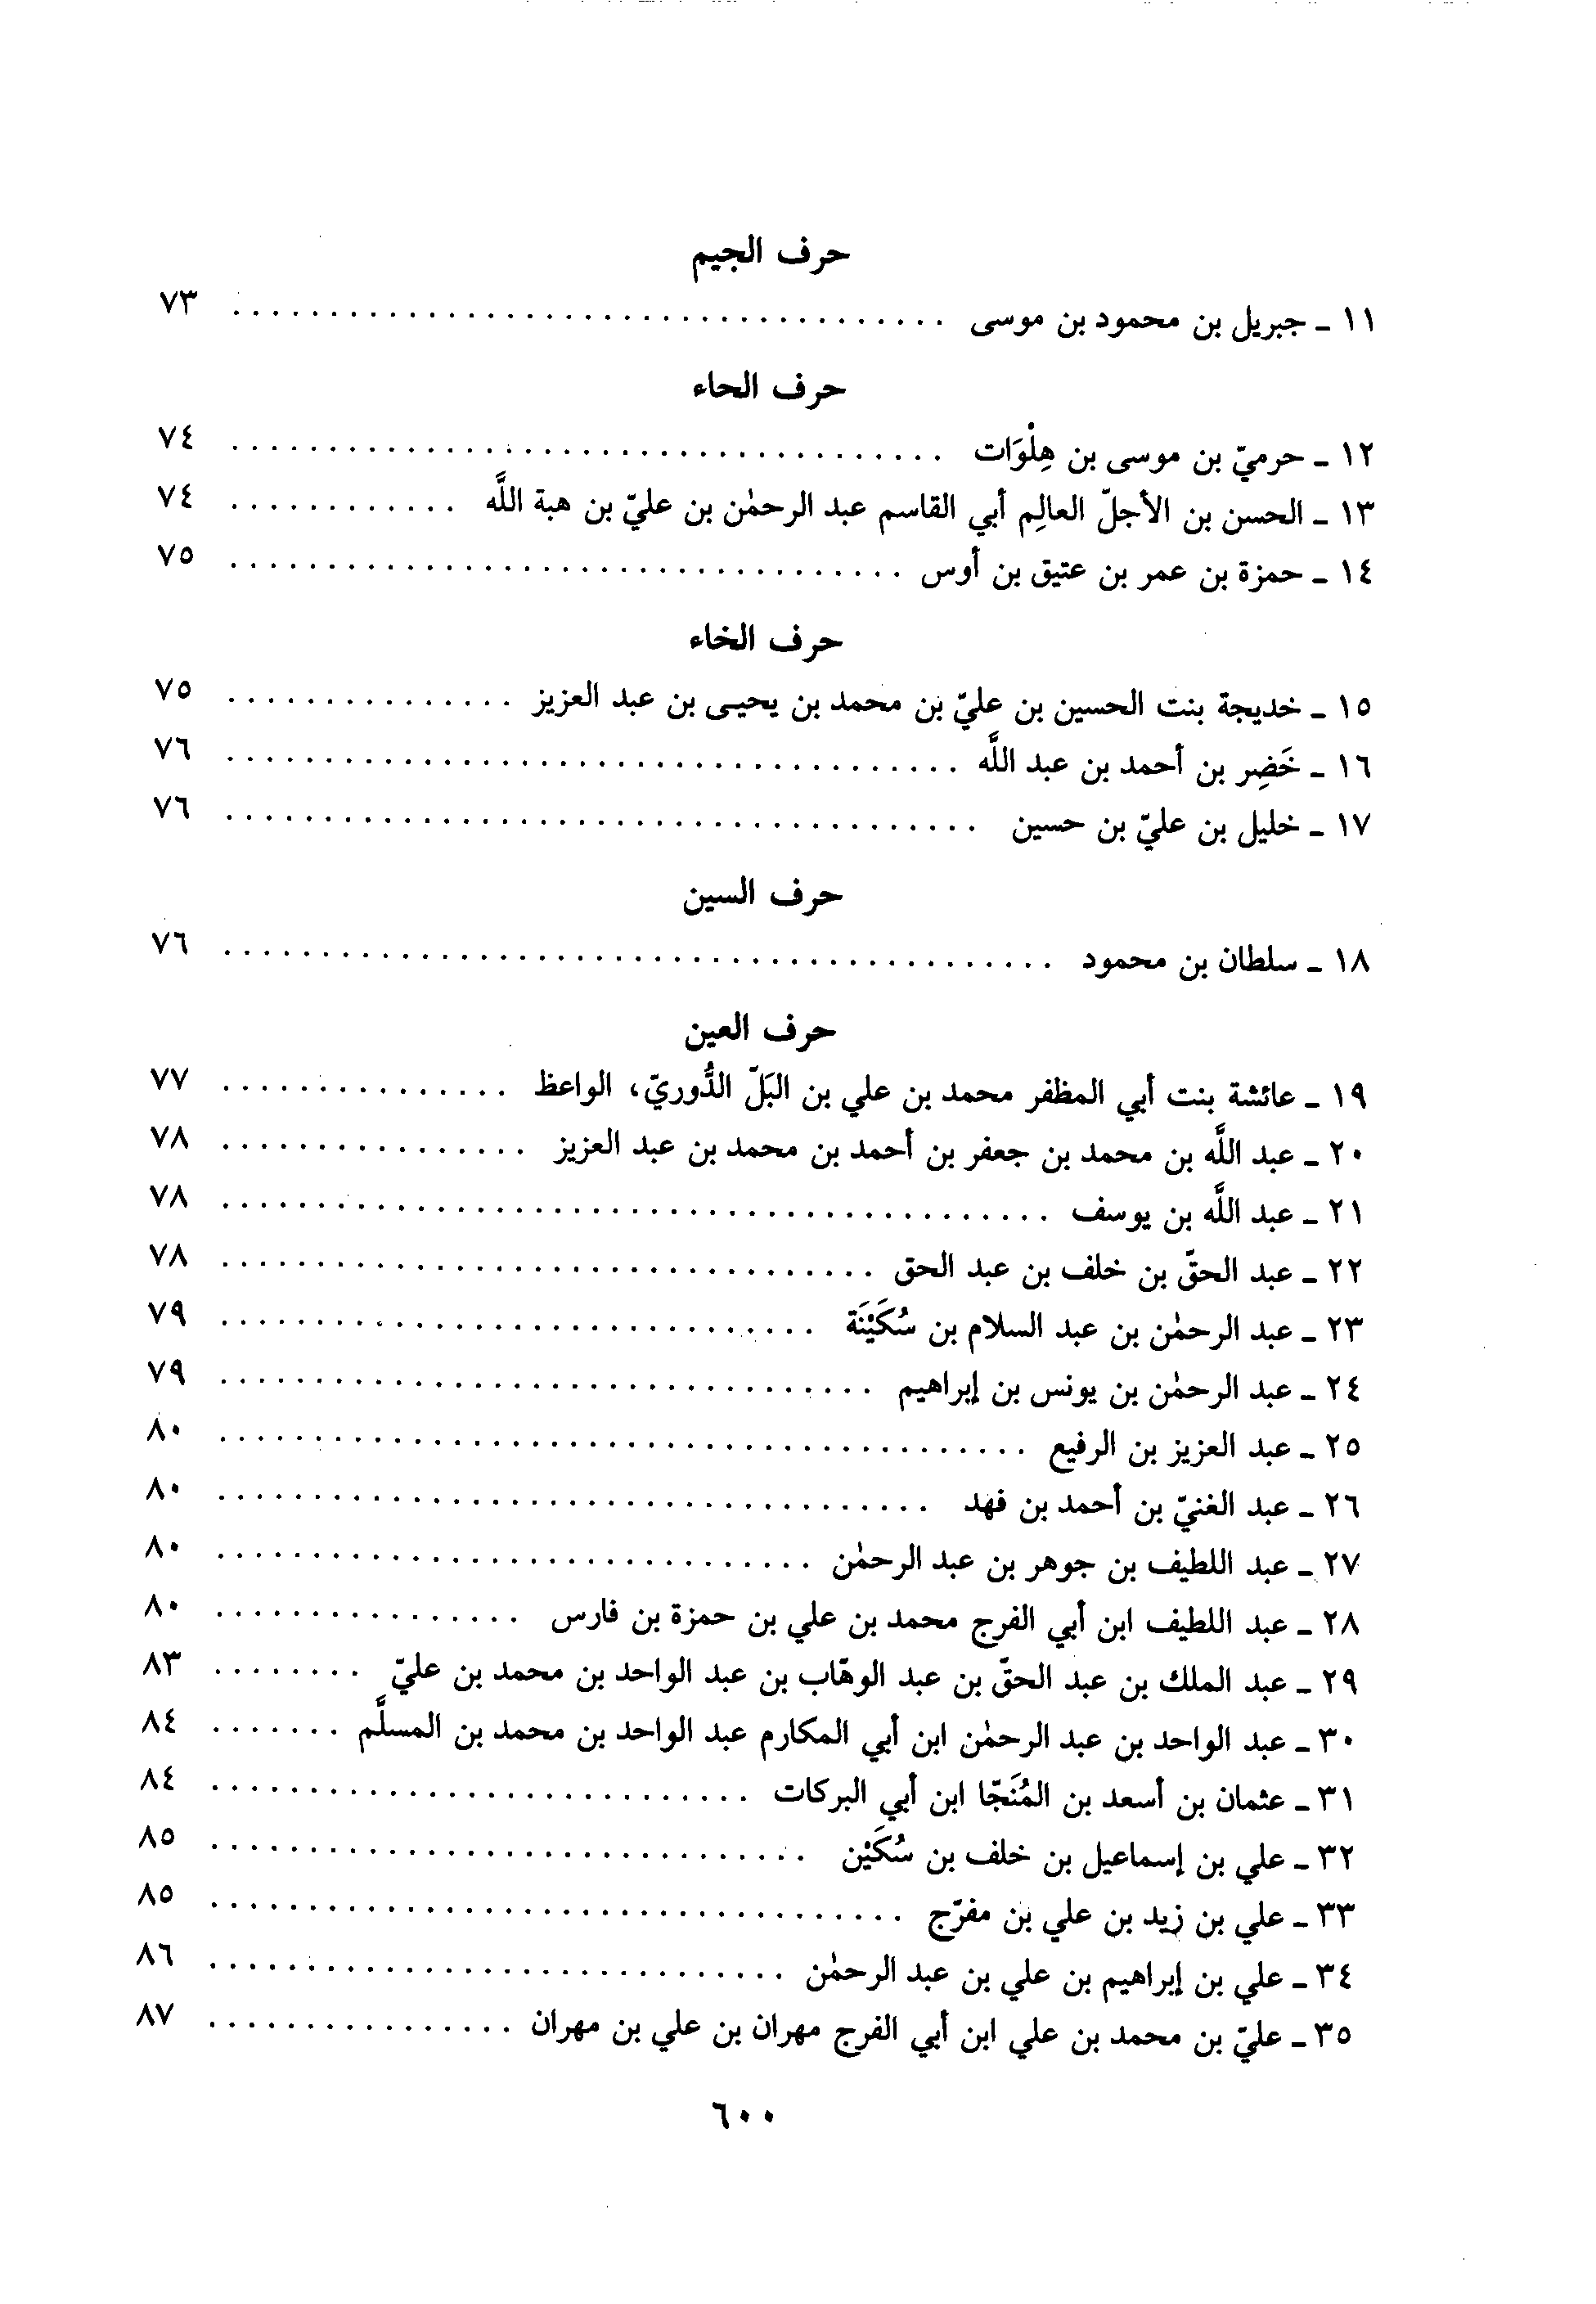 حرف الجيم
١١ - جبريل بن محمود بن موسى ..................................... ٧٣
حرف الحاء
١٢ - حرميّ بن موسى بن هِلْوَات ..................................... ٧٤
١٣ - الحسن بن الأجلّ العالِم أبي القاسم عبد الرحمٰن بن عليّ بن هبة اللَّه ............ ٧٤
١٤ - حمزة بن عمر بن عتيق بن أوس ................................... ٧٥
حرف الخاء
١٥ - خديجة بنت الحسين بن عليّ بن محمد بن يحيى بن عبد العزيز ............... ٧٥
١٦ - خَضِر بن أحمد بن عبد اللَّه ...................................... ٧٦
١٧ - خليل بن عليّ بن حسين ....................................... ٧٦
حرف السين
١٨ - سلطان بن محمود ........................................... ٧٦
حرف العين
١٩ - عائشة بنت أبي المظفر محمد بن علي بن البَلّ الدُّوريّ، الواعظ ............... ٧٧
٢٠ - عبد اللَّه بن محمد بن جعفر بن أحمد بن محمد بن عبد العزيز ................ ٧٨
٢١ - عبد اللَّه بن يوسف ........................................... ٧٨
٢٢ - عبد الحقّ بن خلف بن عبد الحق .................................. ٧٨
٢٣ - عبد الرحمٰن بن عبد السلام بن سُكَيْنَة ............................... ٧٩
٢٤ - عبد الرحمٰن بن يونس بن إبراهيم .................................. ٧٩
٢٥ - عبد العزيز بن الرفيع .......................................... ٨٠
٢٦ - عبد الغنيّ بن أحمد بن فهد ..................................... ٨٠
٢٧ - عبد اللطيف بن جوهر بن عبد الرحمٰن ............................... ٨٠
٢٨ - عبد اللطيف ابن أبي الفرج محمد بن علي بن حمزة بن فارس ................ ٨٠
٢٩ - عبد الملك بن عبد الحقّ بن عبد الوهّاب بن عبد الواحد بن محمد بن عليّ ........ ٨٣
٣٠ - عبد الواحد بن عبد الرحمٰن ابن أبي المكارم عبد الواحد بن محمد بن المسلَّم ....... ٨٤
٣١ - عثمان بن أسعد بن المُنَجّا ابن أبي البركات ............................ ٨٤
٣٢ - علي بن إسماعيل بن خلف بن سُكَيْن ............................... ٨٥
٣٣ - علي بن زيد بن علي بن مفرّج .................................... ٨٥
٣٤ - علي بن إبراهيم بن علي بن عبد الرحمٰن .............................. ٨٦
٣٥ - عليّ بن محمد بن علي ابن أبي الفرج مهران بن علي بن مهران ................ ٨٧
٦٠٠